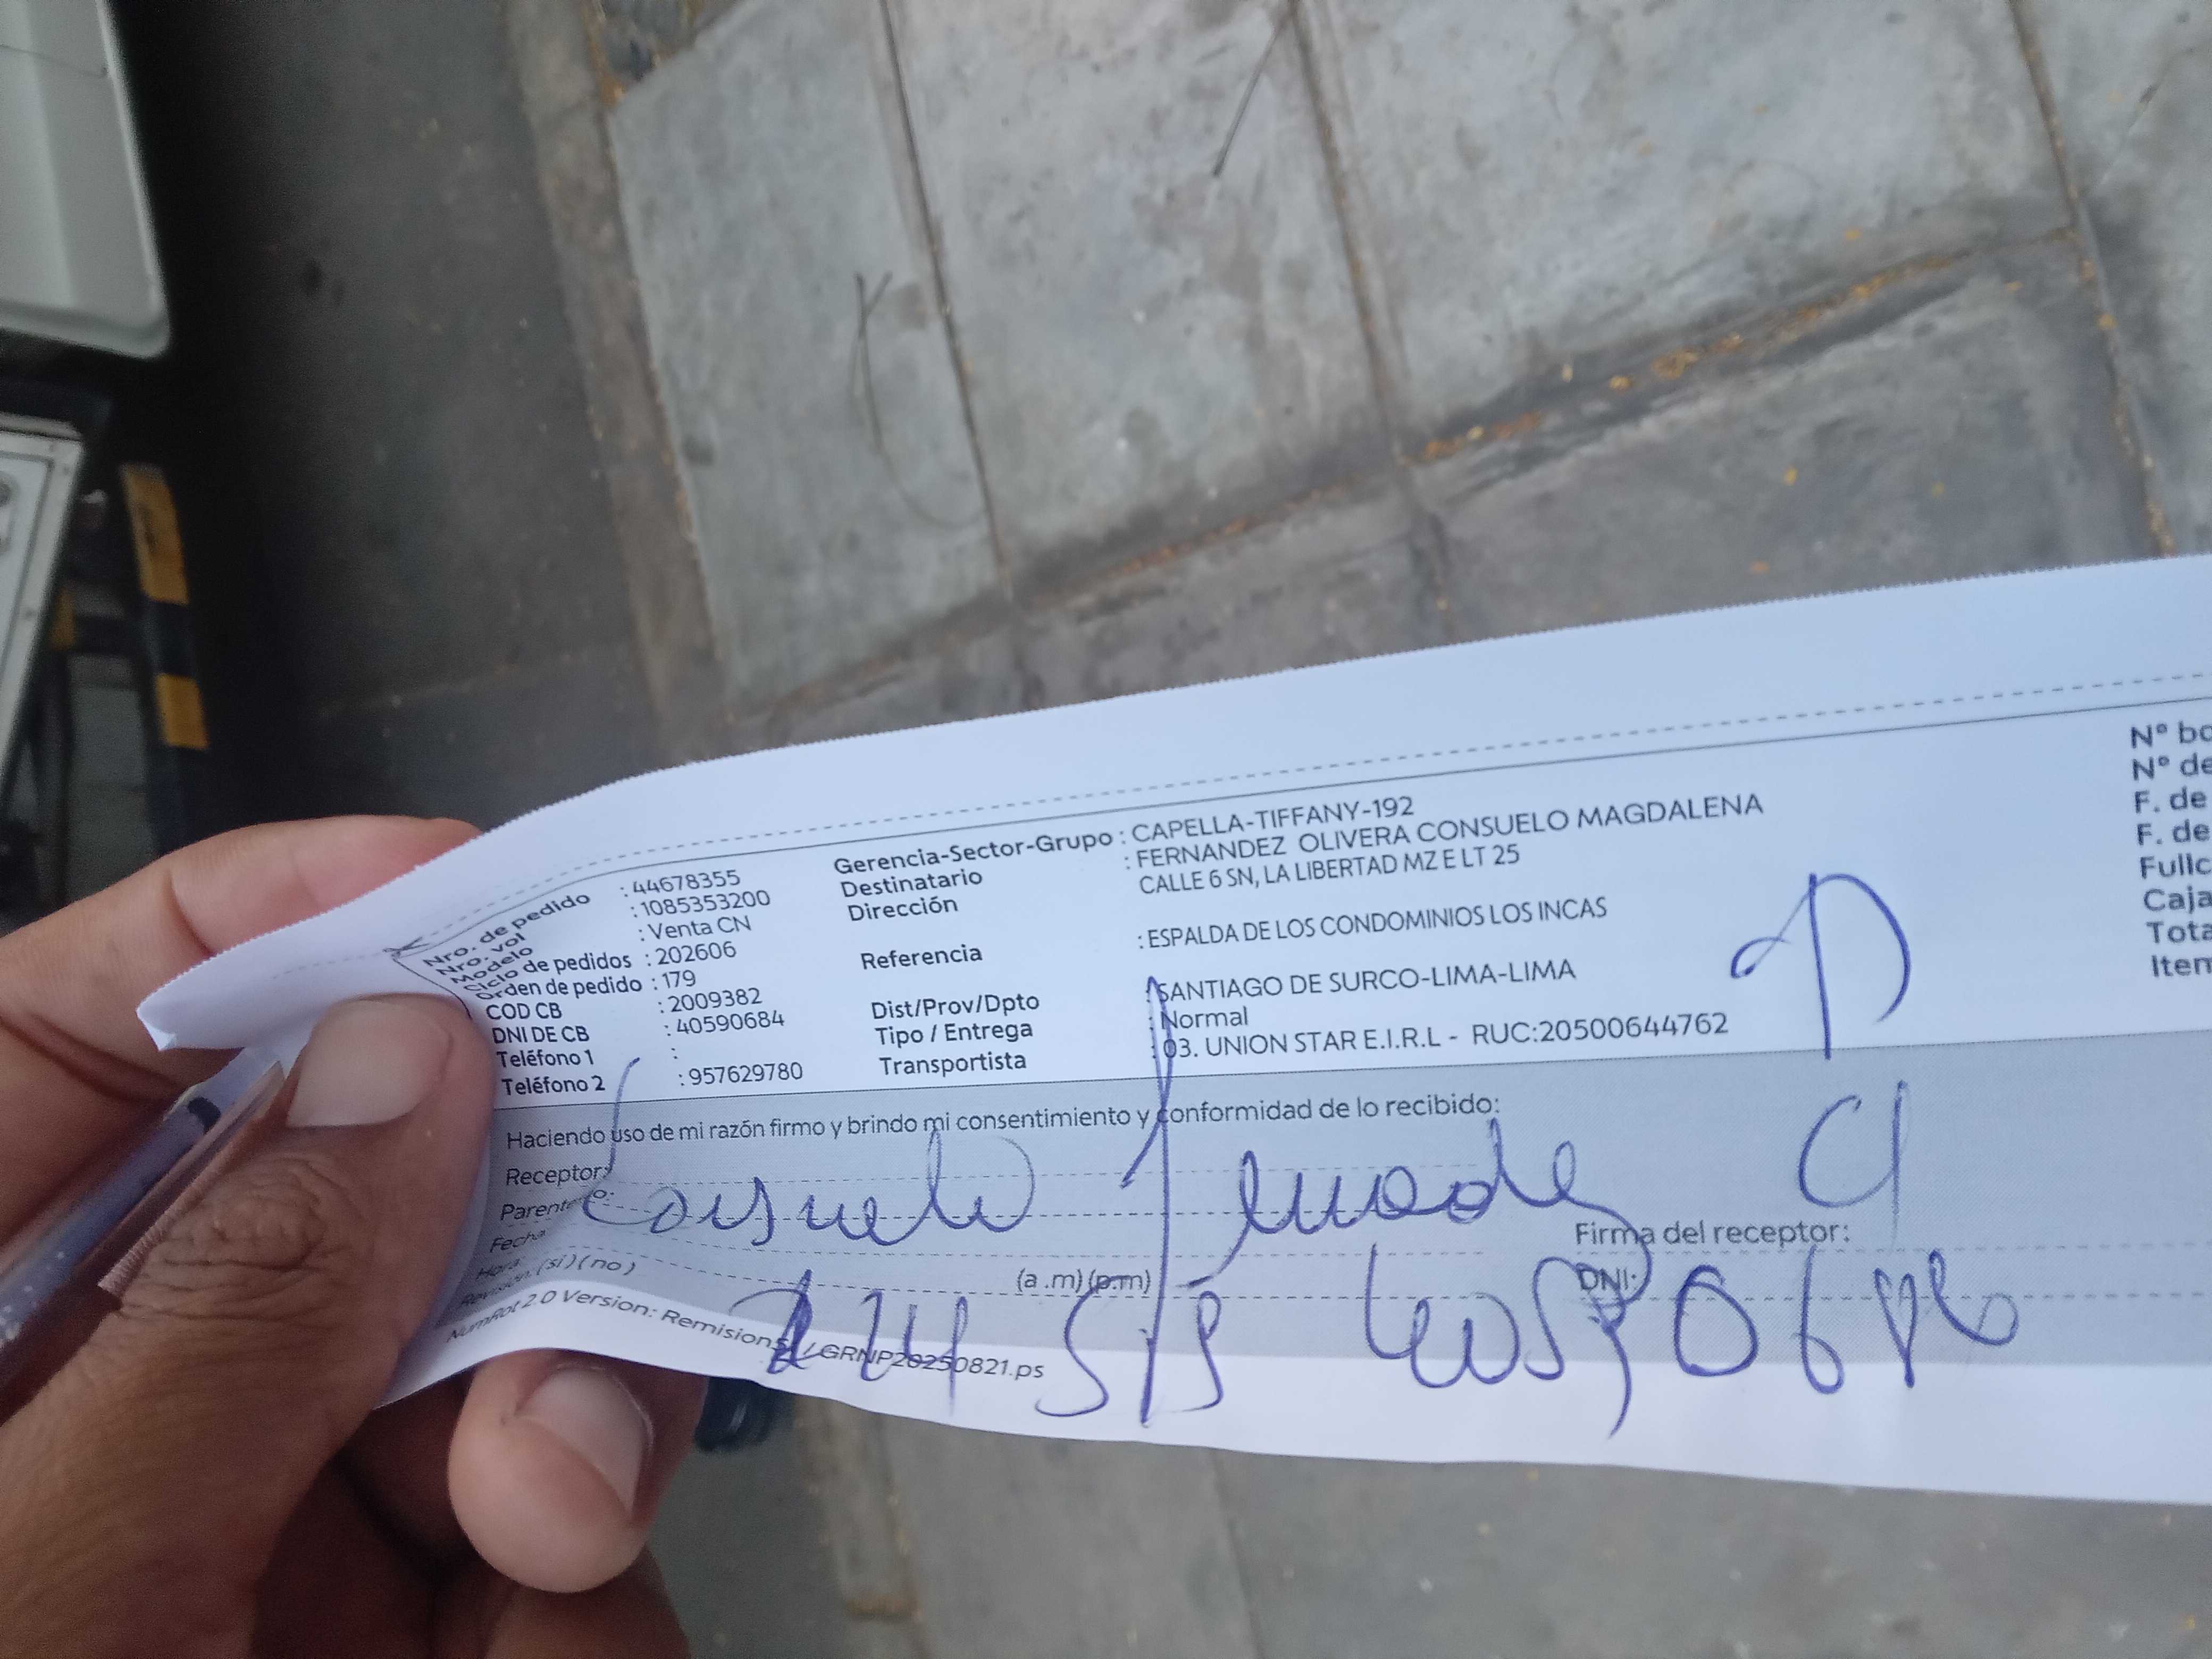 Nro. de pedido : 44678355
Nro. vol : 1085353200
Modelo : Venta CN
Ciclo de pedidos : 202606
Orden de pedido : 179
COD CB : 2009382
DNI DE CB : 40590684
Teléfono 1 :
Teléfono 2 : 957629780
Gerencia-Sector-Grupo : CAPELLA-TIFFANY-192
Destinatario : FERNANDEZ OLIVERA CONSUELO MAGDALENA
Dirección CALLE 6 SN, LA LIBERTAD MZ E LT 25
Referencia : ESPALDA DE LOS CONDOMINIOS LOS INCAS
Dist/Prov/Dpto : SANTIAGO DE SURCO-LIMA-LIMA
Tipo / Entrega : Normal
Transportista : 03. UNION STAR E.I.R.L - RUC:20500644762
N° bo
N° de
F. de
F. de
Fullc
Caja
Tota
Item
Haciendo uso de mi razón firmo y brindo mi consentimiento y conformidad de lo recibido:
Receptor:
Consuelo
Fecha
Hora (a .m) (p.m)
Revisión. (si) (no)
Firma del receptor:
DNI:
NumRot 2.0 Version: Remision GRNP20250821.ps